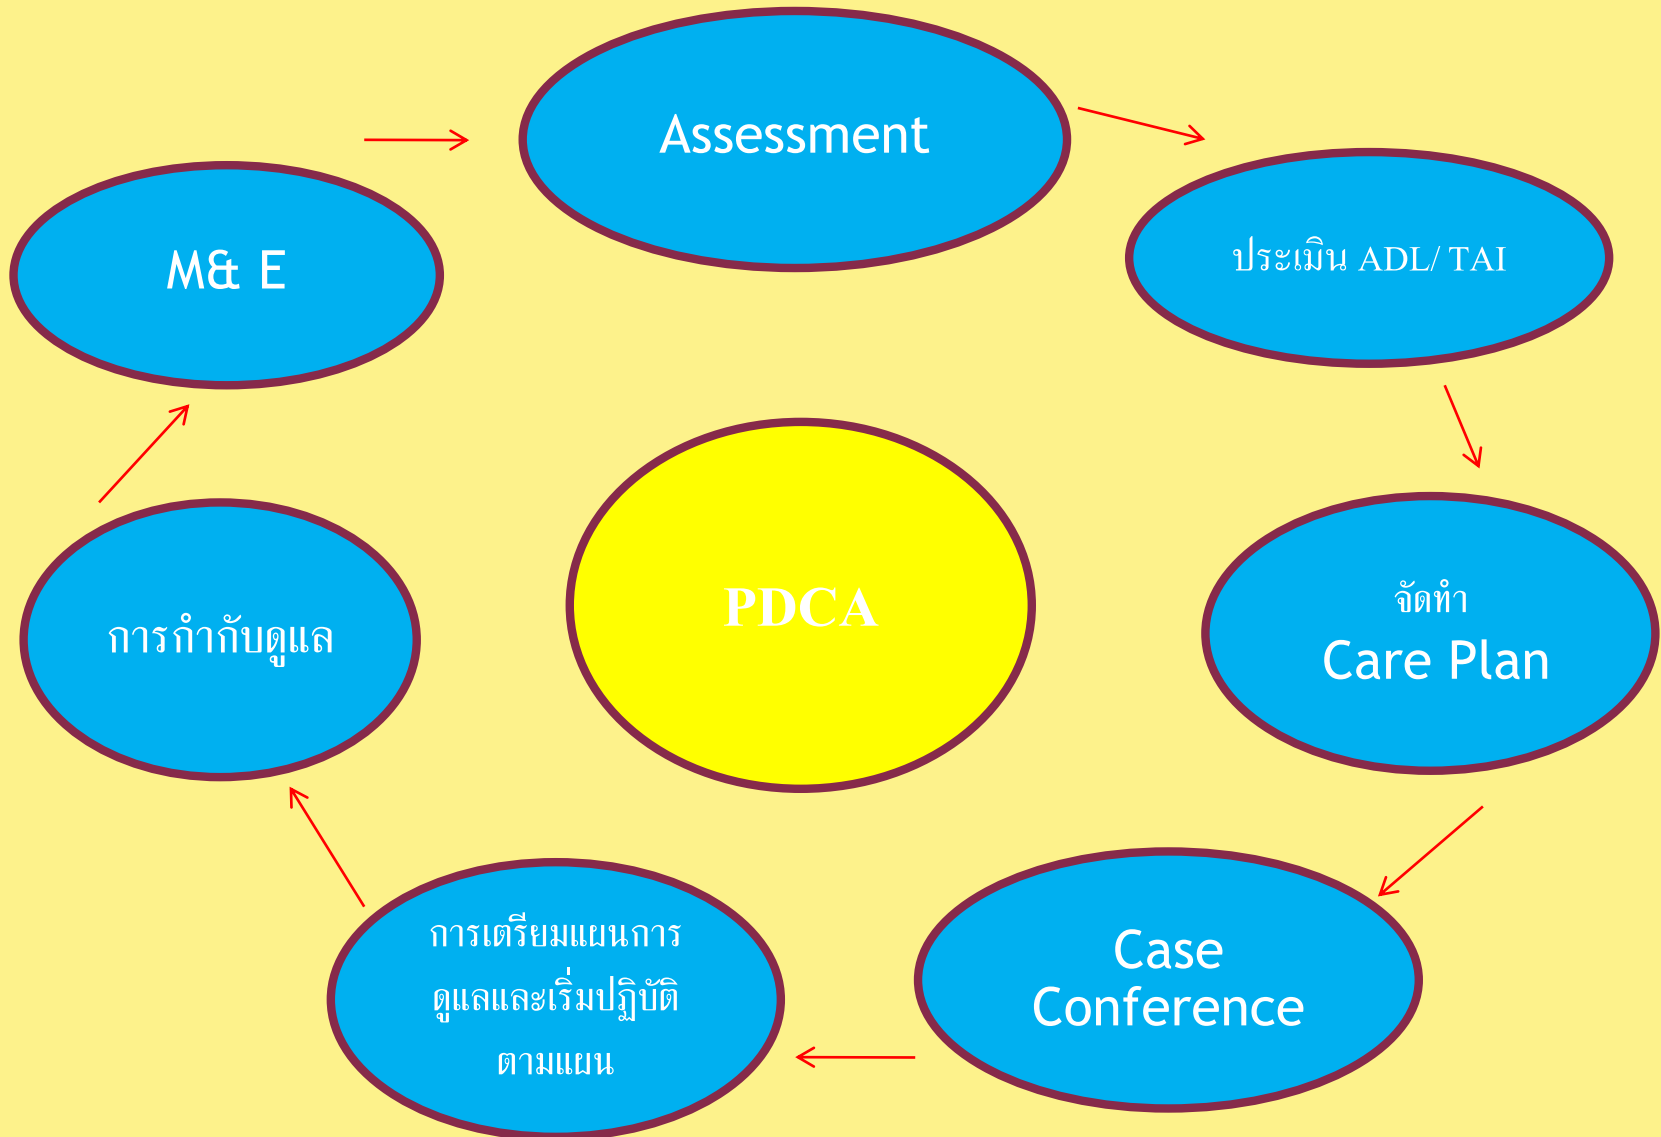 Assessment
ประเมิน ADL/ TAI
จัดทำ
Care Plan
Case
Conference
การเตรียมแผนการ
ดูแลและเริ่มปฏิบัติ
ตามแผน
การกำกับดูแล
M& E
PDCA